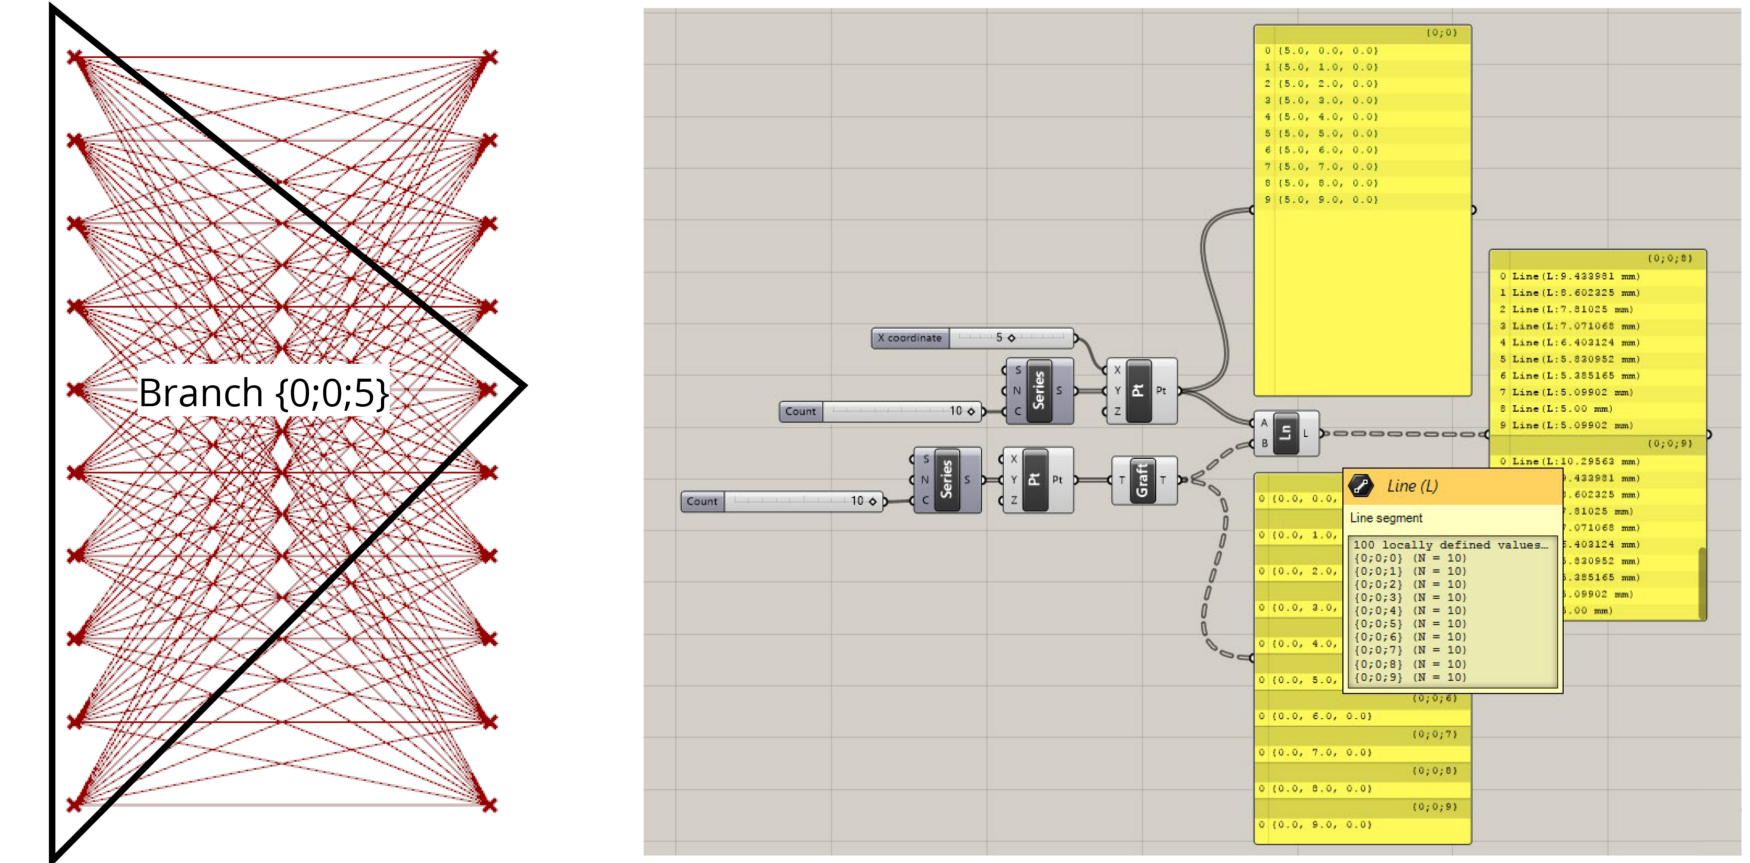 Branch {0;0;5}
{0;0}
0 {5.0, 0.0, 0.0}
1 {5.0, 1.0, 0.0}
2 {5.0, 2.0, 0.0}
3 {5.0, 3.0, 0.0}
4 {5.0, 4.0, 0.0}
5 {5.0, 5.0, 0.0}
6 {5.0, 6.0, 0.0}
7 {5.0, 7.0, 0.0}
8 {5.0, 8.0, 0.0}
9 {5.0, 9.0, 0.0}
X coordinate 5
S
N Series S
C
X
Y Pt Pt
Z
Count 10
A
B Ln L
S
N Series S
C
X
Y Pt Pt
Z
T Graft T
Count 10
{0;0;8}
0 Line(L:9.433981 mm)
1 Line(L:8.602325 mm)
2 Line(L:7.81025 mm)
3 Line(L:7.071068 mm)
4 Line(L:6.403124 mm)
5 Line(L:5.830952 mm)
6 Line(L:5.385165 mm)
7 Line(L:5.09902 mm)
8 Line(L:5.00 mm)
9 Line(L:5.09902 mm)
{0;0;9}
0 Line(L:10.29563 mm)
.433981 mm)
.602325 mm)
.81025 mm)
.071068 mm)
.403124 mm)
.830952 mm)
.385165 mm)
.09902 mm)
.00 mm)
Line (L)
Line segment
100 locally defined values…
{0;0;0} (N = 10)
{0;0;1} (N = 10)
{0;0;2} (N = 10)
{0;0;3} (N = 10)
{0;0;4} (N = 10)
{0;0;5} (N = 10)
{0;0;6} (N = 10)
{0;0;7} (N = 10)
{0;0;8} (N = 10)
{0;0;9} (N = 10)
0 {0.0, 0.0,
0 {0.0, 1.0,
0 {0.0, 2.0,
0 {0.0, 3.0,
0 {0.0, 4.0,
0 {0.0, 5.0,
{0;0;6}
0 {0.0, 6.0, 0.0}
{0;0;7}
0 {0.0, 7.0, 0.0}
{0;0;8}
0 {0.0, 8.0, 0.0}
{0;0;9}
0 {0.0, 9.0, 0.0}